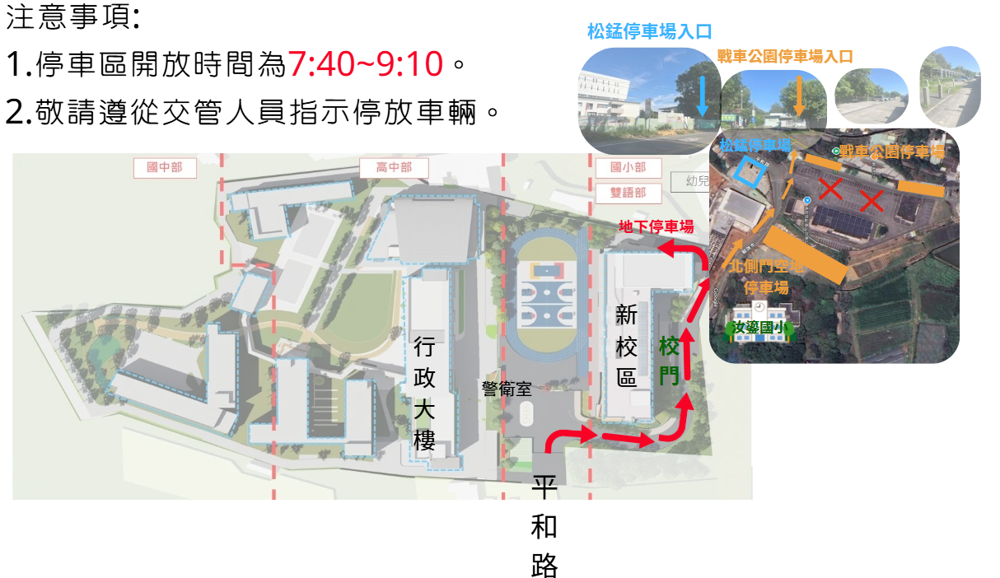 注意事項:
1.停車區開放時間為7:40~9:10。
2.敬請遵從交管人員指示停放車輛。
松錳停車場入口
戰車公園停車場入口
國中部
高中部
國小部
雙語部
幼兒
松錳停車場
戰車公園停車場
地下停車場
北側門空地
停車場
汝鎏國小
新校區
校門
行政大樓
警衛室
平和路
Google